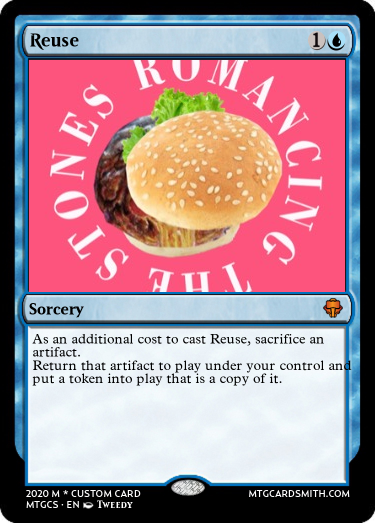 Reuse 1
ROMANCING
THE STONES
Sorcery
As an additional cost to cast Reuse, sacrifice an
artifact.
Return that artifact to play under your control and
put a token into play that is a copy of it.
2020 M * CUSTOM CARD
MTGCS · EN Tweedy
MTGCARDSMITH.COM